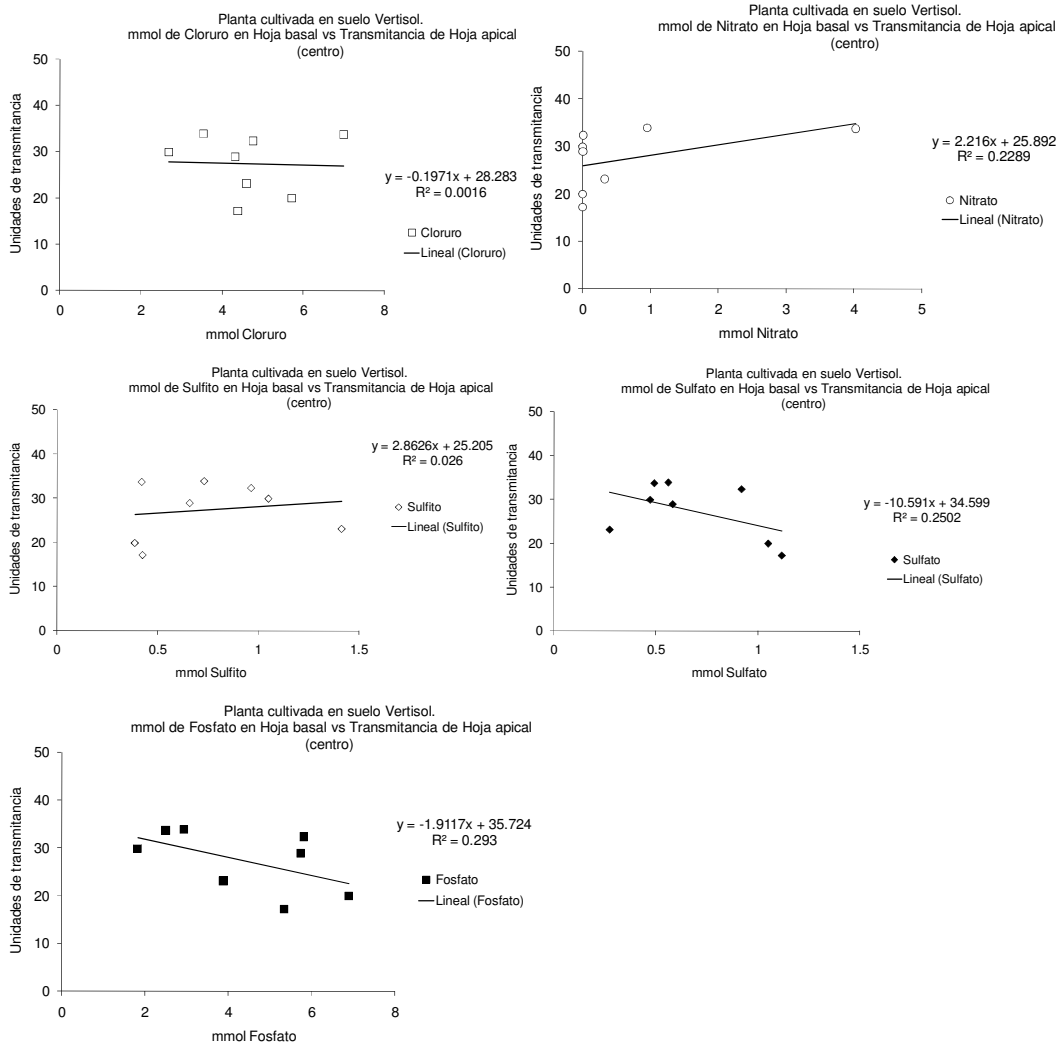 Planta cultivada en suelo Vertisol.
mmol de Cloruro en Hoja basal vs Transmitancia de Hoja apical
(centro)
50
40
30
20
10
0
Unidades de transmitancia
0 2 4 6 8
mmol Cloruro
y = -0.1971x + 28.283
R² = 0.0016
Cloruro
Lineal (Cloruro)
Planta cultivada en suelo Vertisol.
mmol de Nitrato en Hoja basal vs Transmitancia de Hoja apical
(centro)
50
40
30
20
10
0
Unidades de transmitancia
0 1 2 3 4 5
mmol Nitrato
y = 2.216x + 25.892
R² = 0.2289
Nitrato
Lineal (Nitrato)
Planta cultivada en suelo Vertisol.
mmol de Sulfito en Hoja basal vs Transmitancia de Hoja apical
(centro)
50
40
30
20
10
0
Unidades de transmitancia
0 0.5 1 1.5
mmol Sulfito
y = 2.8626x + 25.205
R² = 0.026
Sulfito
Lineal (Sulfito)
Planta cultivada en suelo Vertisol.
mmol de Sulfato en Hoja basal vs Transmitancia de Hoja apical
(centro)
50
40
30
20
10
0
Unidades de transmitancia
0 0.5 1 1.5
mmol Sulfato
y = -10.591x + 34.599
R² = 0.2502
Sulfato
Lineal (Sulfato)
Planta cultivada en suelo Vertisol.
mmol de Fosfato en Hoja basal vs Transmitancia de Hoja apical
(centro)
50
40
30
20
10
0
Unidades de transmitancia
0 2 4 6 8
mmol Fosfato
y = -1.9117x + 35.724
R² = 0.293
Fosfato
Lineal (Fosfato)